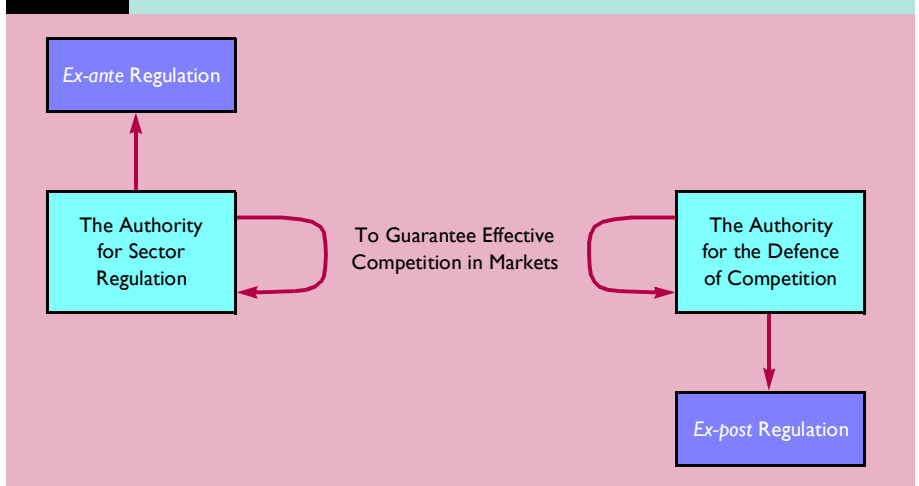 Ex-ante Regulation
The Authority
for Sector
Regulation
To Guarantee Effective
Competition in Markets
The Authority
for the Defence
of Competition
Ex-post Regulation